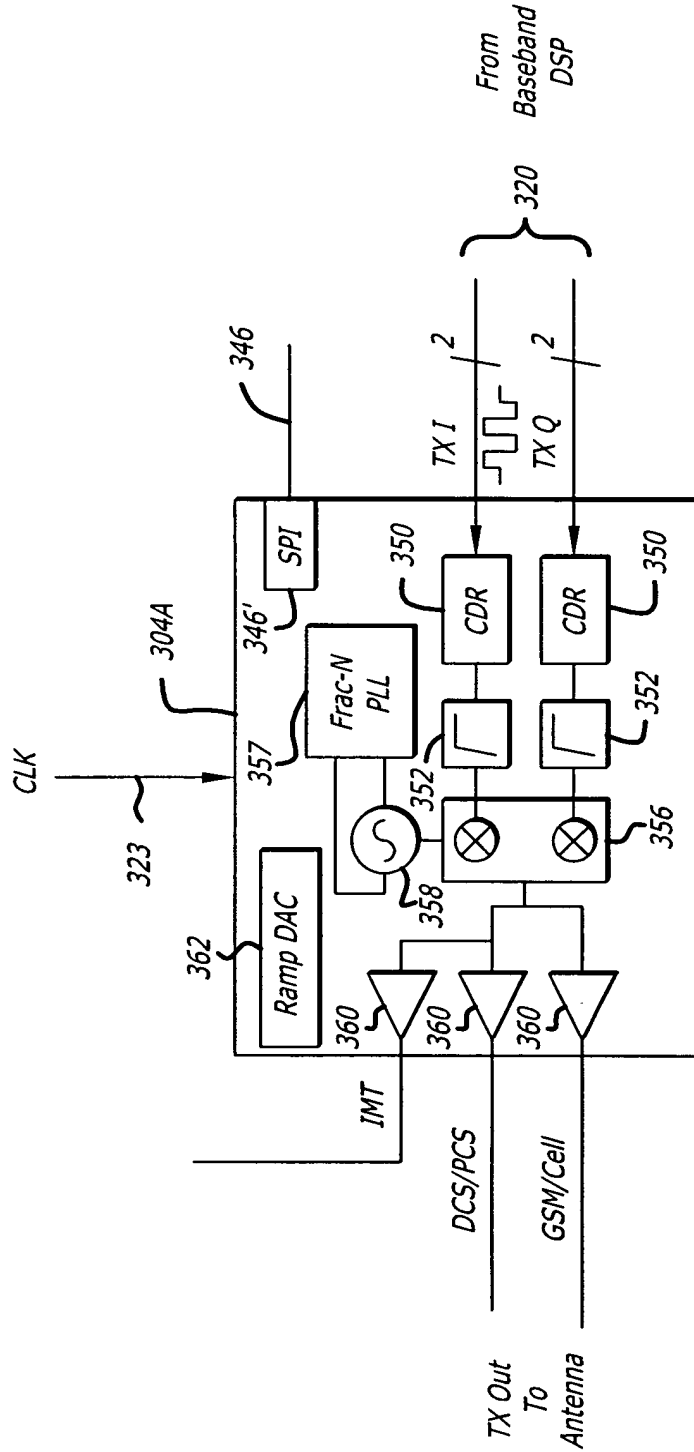 CLK
323
304A
346
362
Ramp DAC
357
Frac-N
PLL
346'
SPI
358
IMT
360
DCS/PCS
360
GSM/Cell
360
TX Out
To
Antenna
352
352
356
CDR
350
CDR
350
TX I
2
TX Q
2
320
From
Baseband
DSP